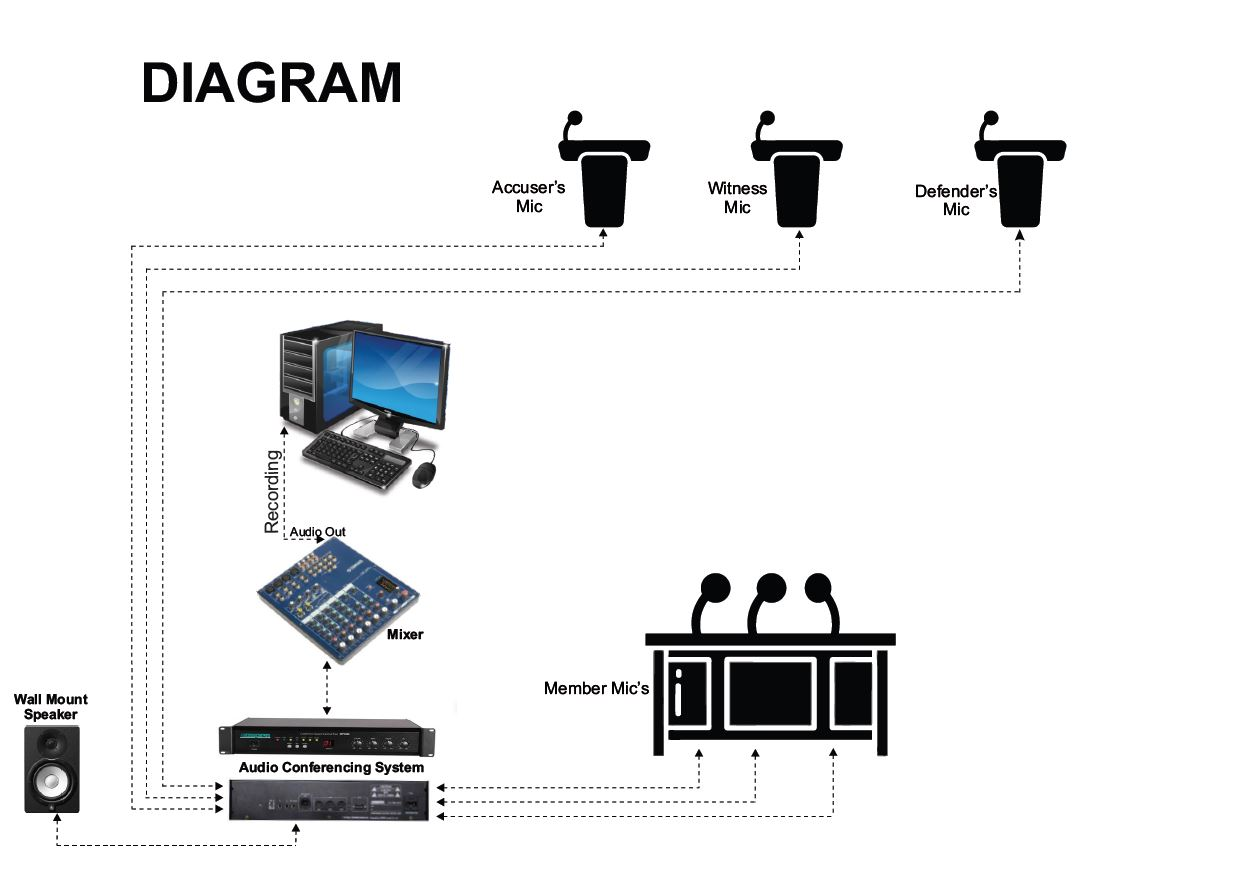 DIAGRAM
Accuser's
Mic
Witness
Mic
Defender's
Mic
Recording
Audio Out
Mixer
Member Mic's
Wall Mount
Speaker
Audio Conferencing System